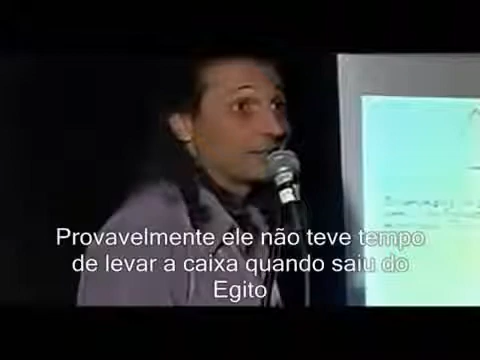 Provavelmente ele não teve tempo
de levar a caixa quando saiu do
Egito